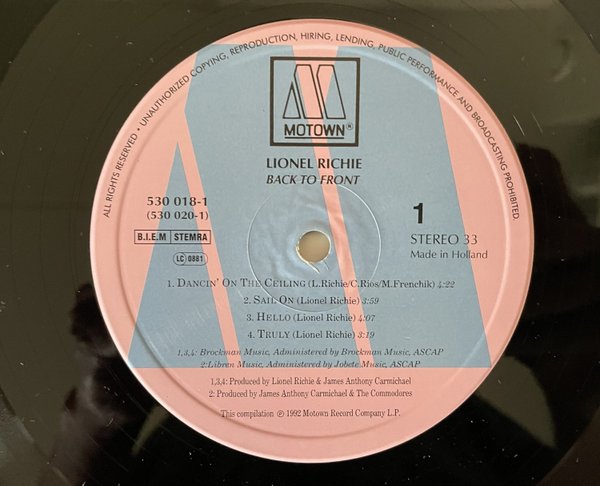 ALL RIGHTS RESERVED • UNAUTHORIZED COPYING, REPRODUCTION, HIRING, LENDING, PUBLIC PERFORMANCE AND BROADCASTING PROHIBITED.
MOTOWN®
LIONEL RICHIE
BACK TO FRONT
530 018-1
(530 020-1)
B.I.E.M STEMRA
LC 0881
1
STEREO 33
Made in Holland
1. DANCIN' ON THE CEILING (L.Richie/C.Rios/M.Frenchik) 4:22
2. SAIL ON (Lionel Richie) 3:59
3. HELLO (Lionel Richie) 4:07
4. TRULY (Lionel Richie) 3:19
1,3,4: Brockman Music, Administered by Brockman Music, ASCAP
2: Libren Music, Administered by Jobete Music, ASCAP
1,3,4: Produced by Lionel Richie & James Anthony Carmichael
2: Produced by James Anthony Carmichael & The Commodores
This compilation ℗ 1992 Motown Record Company L.P.